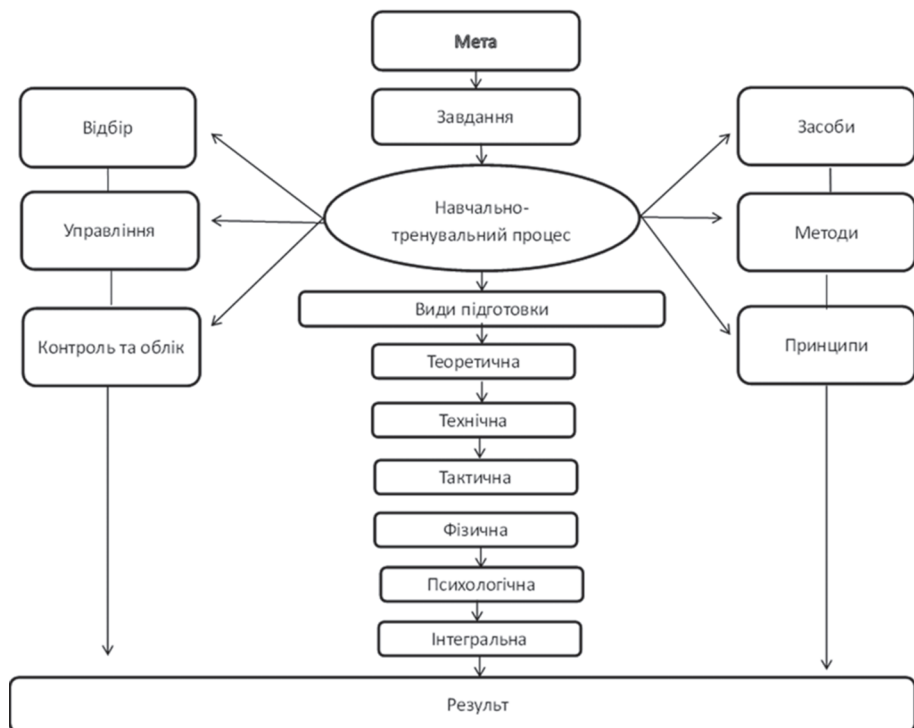 Мета
Відбір
Завдання
Засоби
Управління
Навчально-
тренувальний процес
Методи
Види підготовки
Контроль та облік
Принципи
Теоретична
Технічна
Тактична
Фізична
Психологічна
Інтегральна
Результ